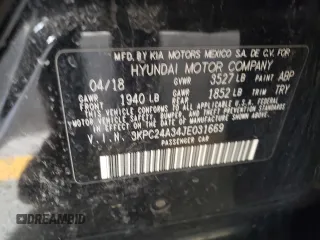 MFD. BY KIA MOTORS MEXICO S.A. DE C.V. FOR
HYUNDAI MOTOR COMPANY
04/18 GVWR 3527 LB PAINT ABP
GAWR FRONT 1940 LB GAWR REAR 1852 LB TRIM TRY
THIS VEHICLE CONFORMS TO ALL APPLICABLE
FEDERAL MOTOR VEHICLE SAFETY, BUMPER, AND
THEFT PREVENTION STANDARDS IN EFFECT ON
THE DATE OF MANUFACTURE SHOWN ABOVE.
V.I.N. 3KPC24A34JE031669
PASSENGER CAR